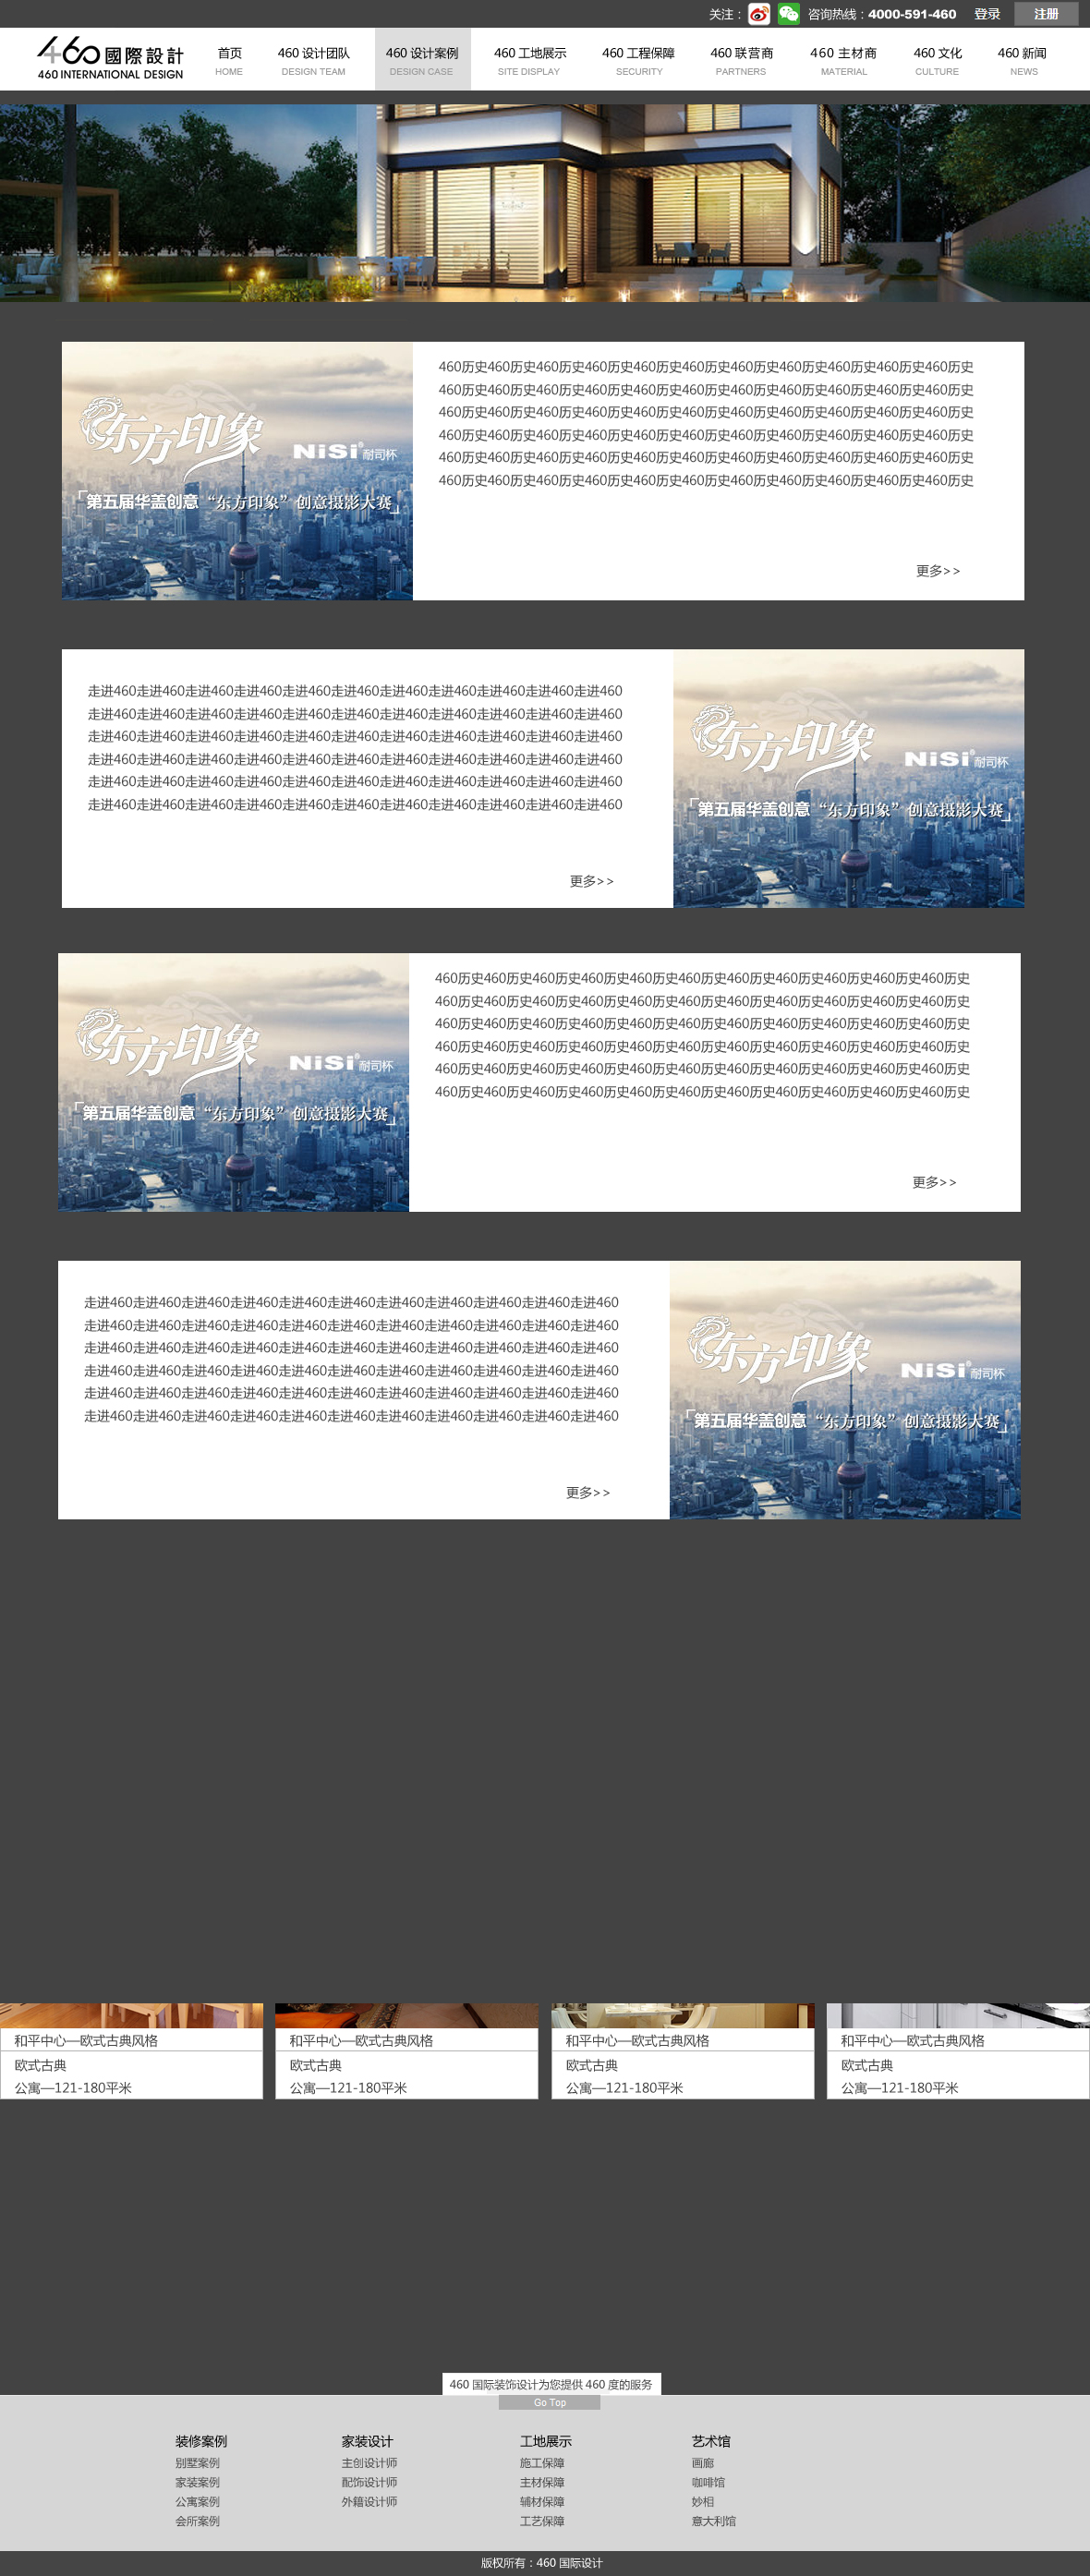 关注：
咨询热线：4000-591-460
登录
注册
460國際設計
460 INTERNATIONAL DESIGN
首页
HOME
460 设计团队
DESIGN TEAM
460 设计案例
DESIGN CASE
460 工地展示
SITE DISPLAY
460 工程保障
SECURITY
460 联营商
PARTNERS
460 主材商
MATERIAL
460 文化
CULTURE
460 新闻
NEWS
东方印象
NiSi®耐司杯
「第五届华盖创意“东方印象”创意摄影大赛」
460历史460历史460历史460历史460历史460历史460历史460历史460历史460历史460历史
460历史460历史460历史460历史460历史460历史460历史460历史460历史460历史460历史
460历史460历史460历史460历史460历史460历史460历史460历史460历史460历史460历史
460历史460历史460历史460历史460历史460历史460历史460历史460历史460历史460历史
460历史460历史460历史460历史460历史460历史460历史460历史460历史460历史460历史
460历史460历史460历史460历史460历史460历史460历史460历史460历史460历史460历史
更多>>
走进460走进460走进460走进460走进460走进460走进460走进460走进460走进460走进460
走进460走进460走进460走进460走进460走进460走进460走进460走进460走进460走进460
走进460走进460走进460走进460走进460走进460走进460走进460走进460走进460走进460
走进460走进460走进460走进460走进460走进460走进460走进460走进460走进460走进460
走进460走进460走进460走进460走进460走进460走进460走进460走进460走进460走进460
走进460走进460走进460走进460走进460走进460走进460走进460走进460走进460走进460
更多>>
东方印象
NiSi®耐司杯
「第五届华盖创意“东方印象”创意摄影大赛」
东方印象
NiSi®耐司杯
「第五届华盖创意“东方印象”创意摄影大赛」
460历史460历史460历史460历史460历史460历史460历史460历史460历史460历史460历史
460历史460历史460历史460历史460历史460历史460历史460历史460历史460历史460历史
460历史460历史460历史460历史460历史460历史460历史460历史460历史460历史460历史
460历史460历史460历史460历史460历史460历史460历史460历史460历史460历史460历史
460历史460历史460历史460历史460历史460历史460历史460历史460历史460历史460历史
460历史460历史460历史460历史460历史460历史460历史460历史460历史460历史460历史
更多>>
走进460走进460走进460走进460走进460走进460走进460走进460走进460走进460走进460
走进460走进460走进460走进460走进460走进460走进460走进460走进460走进460走进460
走进460走进460走进460走进460走进460走进460走进460走进460走进460走进460走进460
走进460走进460走进460走进460走进460走进460走进460走进460走进460走进460走进460
走进460走进460走进460走进460走进460走进460走进460走进460走进460走进460走进460
走进460走进460走进460走进460走进460走进460走进460走进460走进460走进460走进460
更多>>
东方印象
NiSi®耐司杯
「第五届华盖创意“东方印象”创意摄影大赛」
和平中心—欧式古典风格
欧式古典
公寓—121-180平米
和平中心—欧式古典风格
欧式古典
公寓—121-180平米
和平中心—欧式古典风格
欧式古典
公寓—121-180平米
和平中心—欧式古典风格
欧式古典
公寓—121-180平米
460 国际装饰设计为您提供 460 度的服务
Go Top
装修案例
别墅案例
家装案例
公寓案例
会所案例
家装设计
主创设计师
配饰设计师
外籍设计师
工地展示
施工保障
主材保障
辅材保障
工艺保障
艺术馆
画廊
咖啡馆
妙相
意大利馆
版权所有：460 国际设计